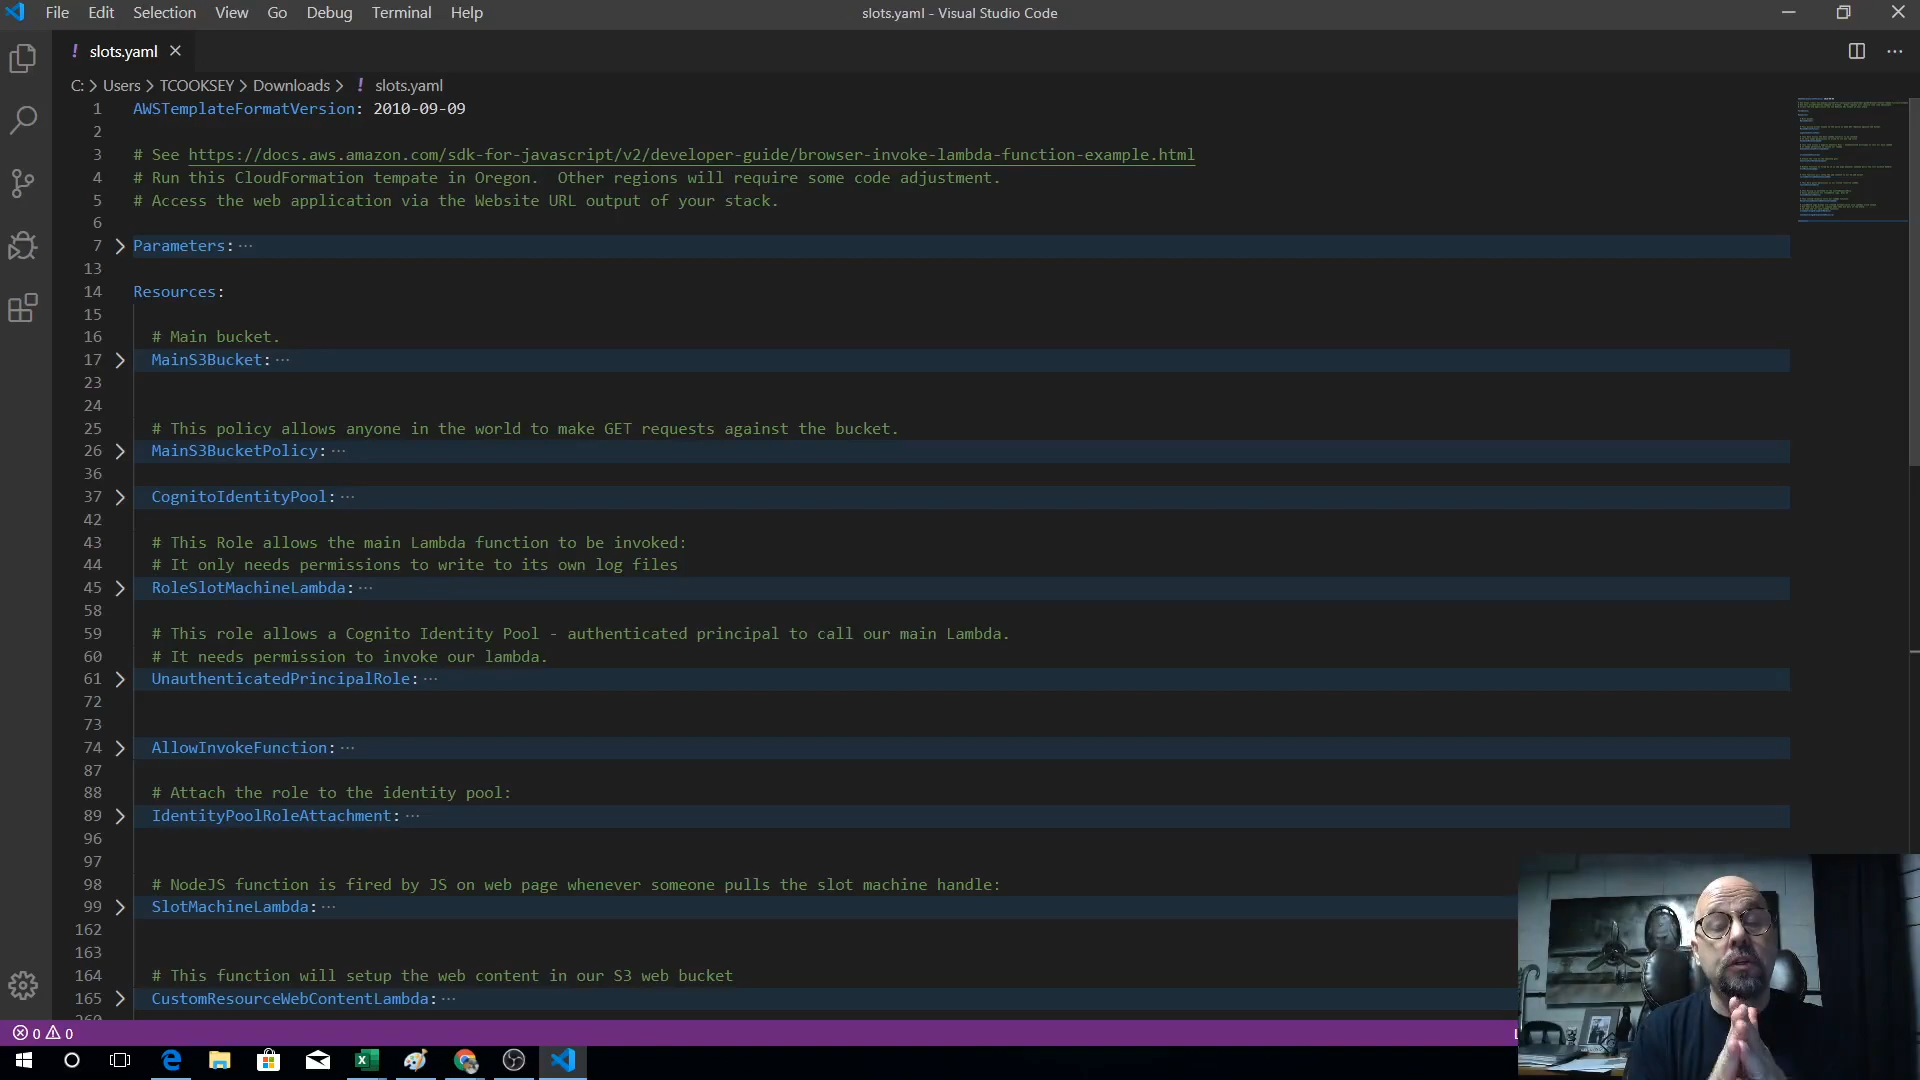 File Edit Selection View Go Debug Terminal Help
slots.yaml - Visual Studio Code
! slots.yaml
C: > Users > TCOOKSEY > Downloads > ! slots.yaml
1 AWSTemplateFormatVersion: 2010-09-09
2
3 # See https://docs.aws.amazon.com/sdk-for-javascript/v2/developer-guide/browser-invoke-lambda-function-example.html
4 # Run this CloudFormation tempate in Oregon.  Other regions will require some code adjustment.
5 # Access the web application via the Website URL output of your stack.
6
7 Parameters: ···
13
14 Resources:
15
16 # Main bucket.
17 MainS3Bucket: ···
23
24
25 # This policy allows anyone in the world to make GET requests against the bucket.
26 MainS3BucketPolicy: ···
36
37 CognitoIdentityPool: ···
42
43 # This Role allows the main Lambda function to be invoked:
44 # It only needs permissions to write to its own log files
45 RoleSlotMachineLambda: ···
58
59 # This role allows a Cognito Identity Pool - authenticated principal to call our main Lambda.
60 # It needs permission to invoke our lambda.
61 UnauthenticatedPrincipalRole: ···
72
73
74 AllowInvokeFunction: ···
87
88 # Attach the role to the identity pool:
89 IdentityPoolRoleAttachment: ···
96
97
98 # NodeJS function is fired by JS on web page whenever someone pulls the slot machine handle:
99 SlotMachineLambda: ···
162
163
164 # This function will setup the web content in our S3 web bucket
165 CustomResourceWebContentLambda: ···
0 0